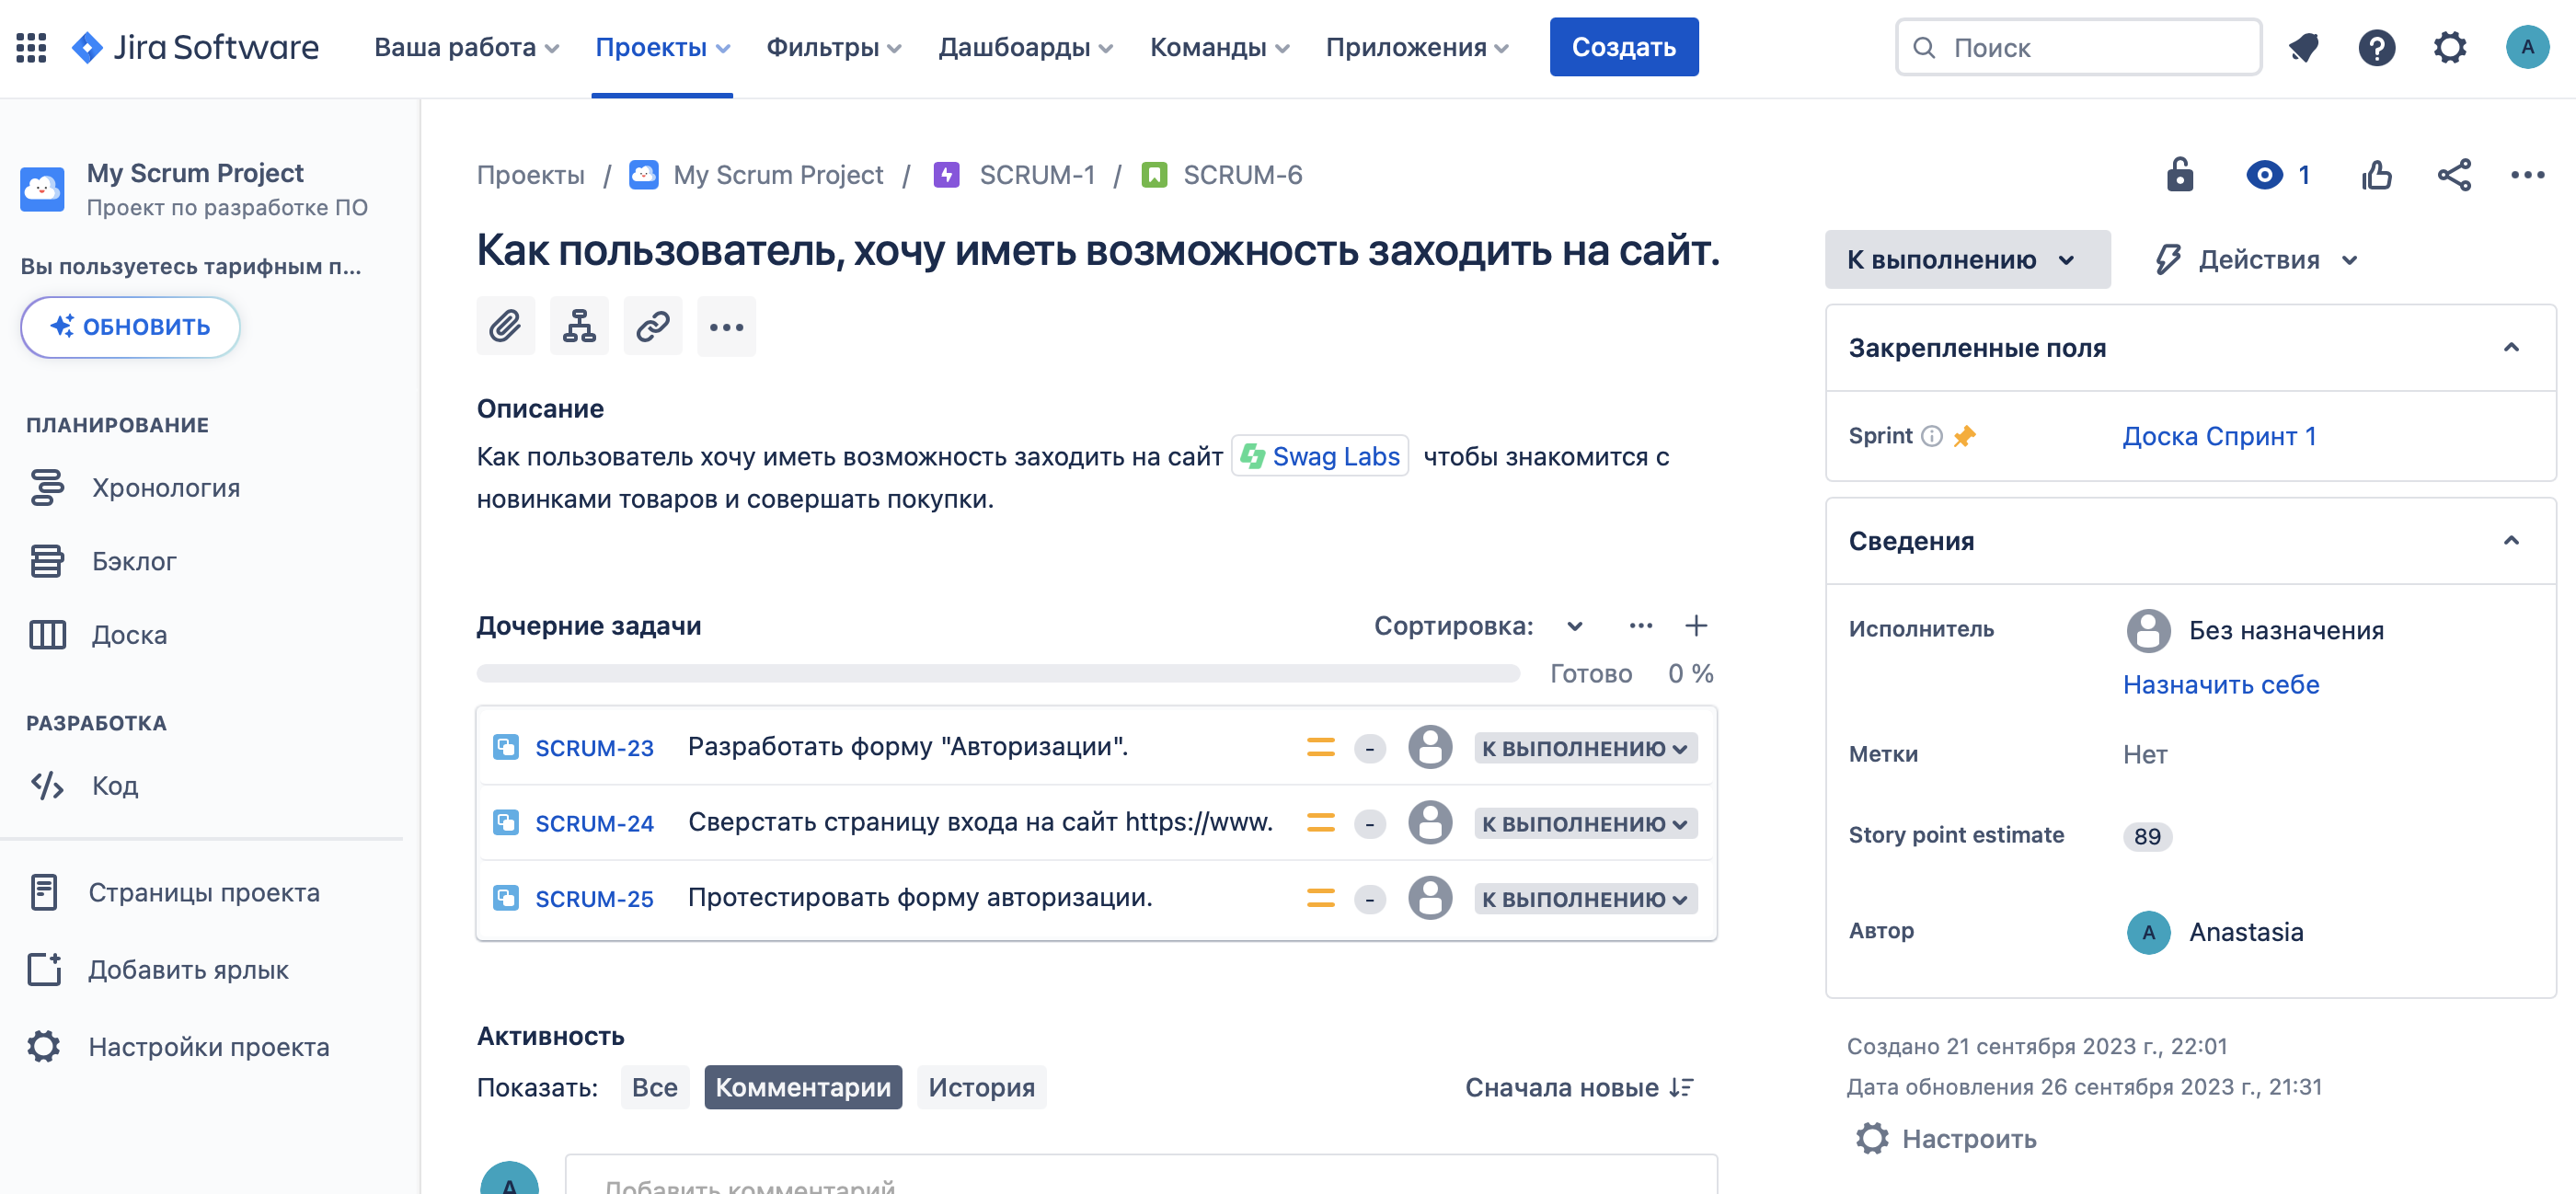 Jira Software
Ваша работа
Проекты
Фильтры
Дашбоарды
Команды
Приложения
Создать
Поиск
A
My Scrum Project
Проект по разработке ПО
Вы пользуетесь тарифным п...
ОБНОВИТЬ
ПЛАНИРОВАНИЕ
Хронология
Бэклог
Доска
РАЗРАБОТКА
Код
Страницы проекта
Добавить ярлык
Настройки проекта
Проекты / My Scrum Project / SCRUM-1 / SCRUM-6
1
Как пользователь, хочу иметь возможность заходить на сайт.
Описание
Как пользователь хочу иметь возможность заходить на сайт Swag Labs чтобы знакомится с
новинками товаров и совершать покупки.
Дочерние задачи
Сортировка:
Готово 0 %
SCRUM-23 Разработать форму "Авторизации". - К ВЫПОЛНЕНИЮ
SCRUM-24 Сверстать страницу входа на сайт https://www. - К ВЫПОЛНЕНИЮ
SCRUM-25 Протестировать форму авторизации. - К ВЫПОЛНЕНИЮ
Активность
Показать: Все Комментарии История
Сначала новые
A
Добавить комментарий
К выполнению
Действия
Закрепленные поля
Sprint
Доска Спринт 1
Сведения
Исполнитель
Без назначения
Назначить себе
Метки
Нет
Story point estimate
89
Автор
A Anastasia
Создано 21 сентября 2023 г., 22:01
Дата обновления 26 сентября 2023 г., 21:31
Настроить